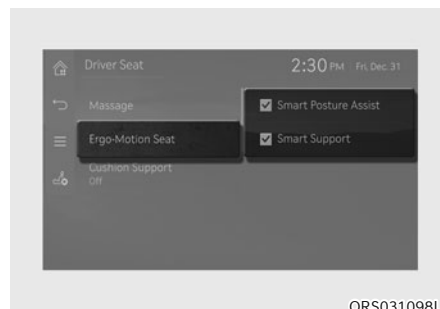 Driver Seat
2:30 PM Fri, Dec. 31
Massage
Smart Posture Assist
Ergo-Motion Seat
Smart Support
Cushion Support
Off
ORS031098L